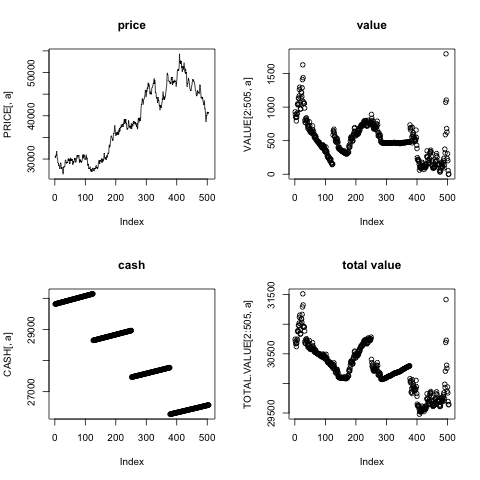 price
PRICE[, a]
30000 40000 50000
0 100 200 300 400 500
Index
value
VALUE[2:505, a]
0 500 1000 1500
0 100 200 300 400 500
Index
cash
CASH[, a]
27000 29000
0 100 200 300 400 500
Index
total value
TOTAL.VALUE[2:505, a]
29500 30500 31500
0 100 200 300 400 500
Index